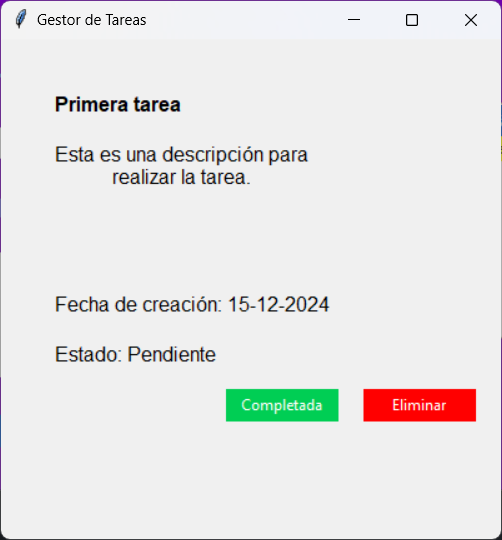 Gestor de Tareas
Primera tarea
Esta es una descripción para
realizar la tarea.
Fecha de creación: 15-12-2024
Estado: Pendiente
Completada Eliminar